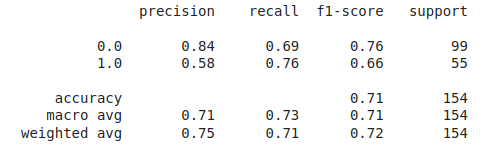 precision recall f1-score support
0.0 0.84 0.69 0.76 99
1.0 0.58 0.76 0.66 55
accuracy 0.71 154
macro avg 0.71 0.73 0.71 154
weighted avg 0.75 0.71 0.72 154